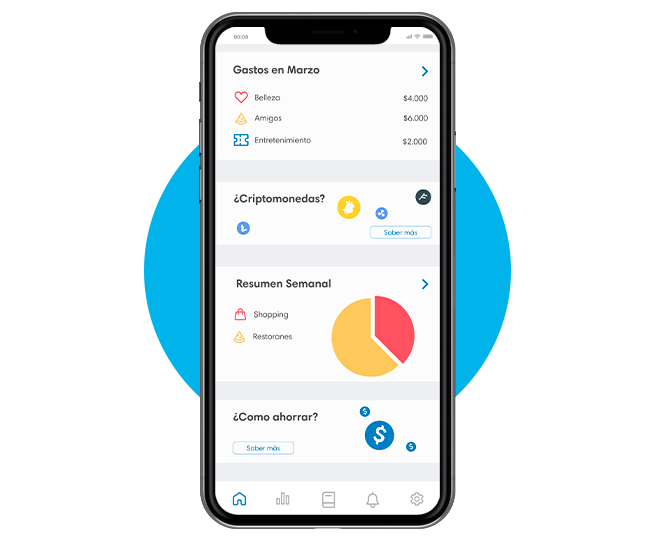 00:00
Gastos en Marzo
Belleza $4.000
Amigos $6.000
Entretenimiento $2.000
¿Criptomonedas?
Saber más
Resumen Semanal
Shopping
Restoranes
¿Como ahorrar?
$
$
$
Saber más